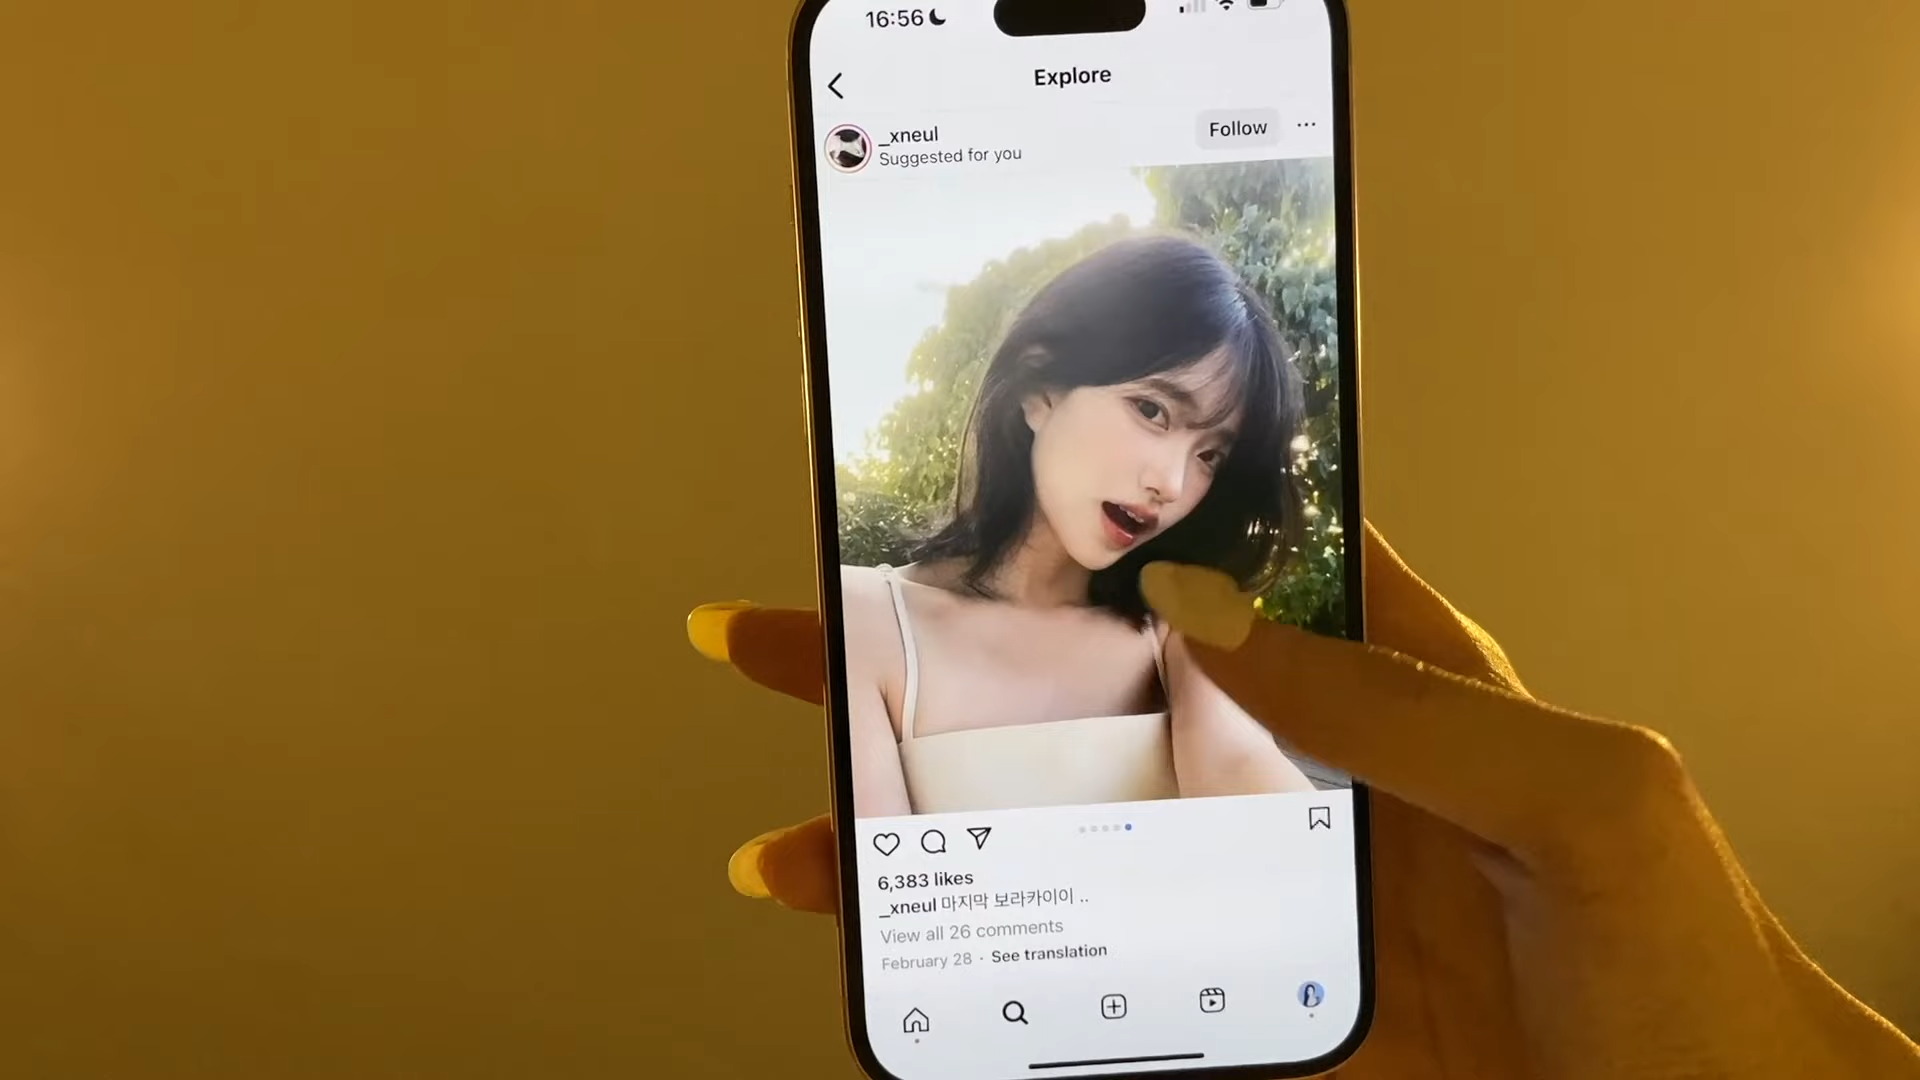 16:56
Explore
_xneul
Suggested for you
Follow
6,383 likes
_xneul 마지막 보라카이이 ..
View all 26 comments
February 28 · See translation